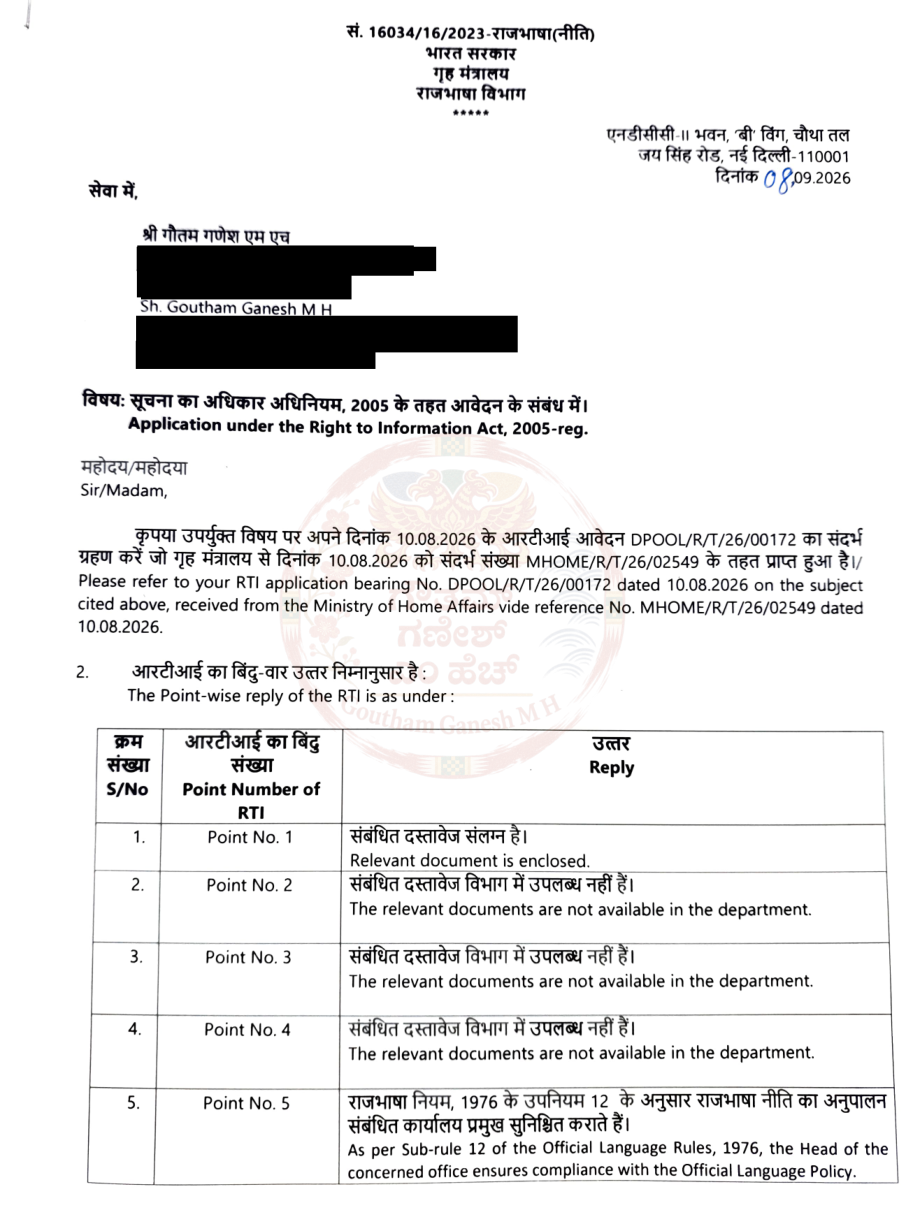 सं. 16034/16/2023-राजभाषा(नीति)
भारत सरकार
गृह मंत्रालय
राजभाषा विभाग
*****
एनडीसीसी-II भवन, 'बी' विंग, चौथा तल
जय सिंह रोड, नई दिल्ली-110001
दिनांक 08,09.2026
सेवा में,
श्री गौतम गणेश एम एच
Sh. Goutham Ganesh M H
विषय: सूचना का अधिकार अधिनियम, 2005 के तहत आवेदन के संबंध में।
Application under the Right to Information Act, 2005-reg.
महोदय/महोदया
Sir/Madam,
कृपया उपर्युक्त विषय पर अपने दिनांक 10.08.2026 के आरटीआई आवेदन DPOOL/R/T/26/00172 का संदर्भ
ग्रहण करें जो गृह मंत्रालय से दिनांक 10.08.2026 को संदर्भ संख्या MHOME/R/T/26/02549 के तहत प्राप्त हुआ है।/
Please refer to your RTI application bearing No. DPOOL/R/T/26/00172 dated 10.08.2026 on the subject
cited above, received from the Ministry of Home Affairs vide reference No. MHOME/R/T/26/02549 dated
10.08.2026.
ಗಣೇಶ್
ಎಂ ಹೆಚ್
Goutham Ganesh M H
2. आरटीआई का बिंदु-वार उत्तर निम्नानुसार है :
The Point-wise reply of the RTI is as under :
क्रम संख्या S/No
आरटीआई का बिंदु संख्या Point Number of RTI
उत्तर Reply
1. Point No. 1 संबंधित दस्तावेज संलग्न है।
Relevant document is enclosed.
2. Point No. 2 संबंधित दस्तावेज विभाग में उपलब्ध नहीं हैं।
The relevant documents are not available in the department.
3. Point No. 3 संबंधित दस्तावेज विभाग में उपलब्ध नहीं हैं।
The relevant documents are not available in the department.
4. Point No. 4 संबंधित दस्तावेज विभाग में उपलब्ध नहीं हैं।
The relevant documents are not available in the department.
5. Point No. 5 राजभाषा नियम, 1976 के उपनियम 12 के अनुसार राजभाषा नीति का अनुपालन
संबंधित कार्यालय प्रमुख सुनिश्चित कराते हैं।
As per Sub-rule 12 of the Official Language Rules, 1976, the Head of the
concerned office ensures compliance with the Official Language Policy.